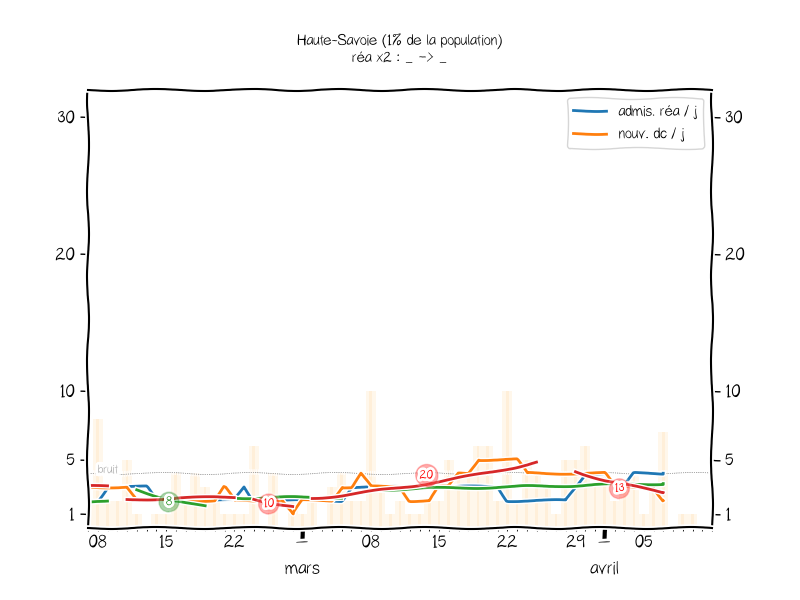 Haute-Savoie (1% de la population)
réa x2 : _ -> _
admis. réa / j
nouv. dc / j
30
30
20
20
10
10
5
5
1
1
bruit
8
10
20
13
08 15 22 08 15 22 29 05
mars avril